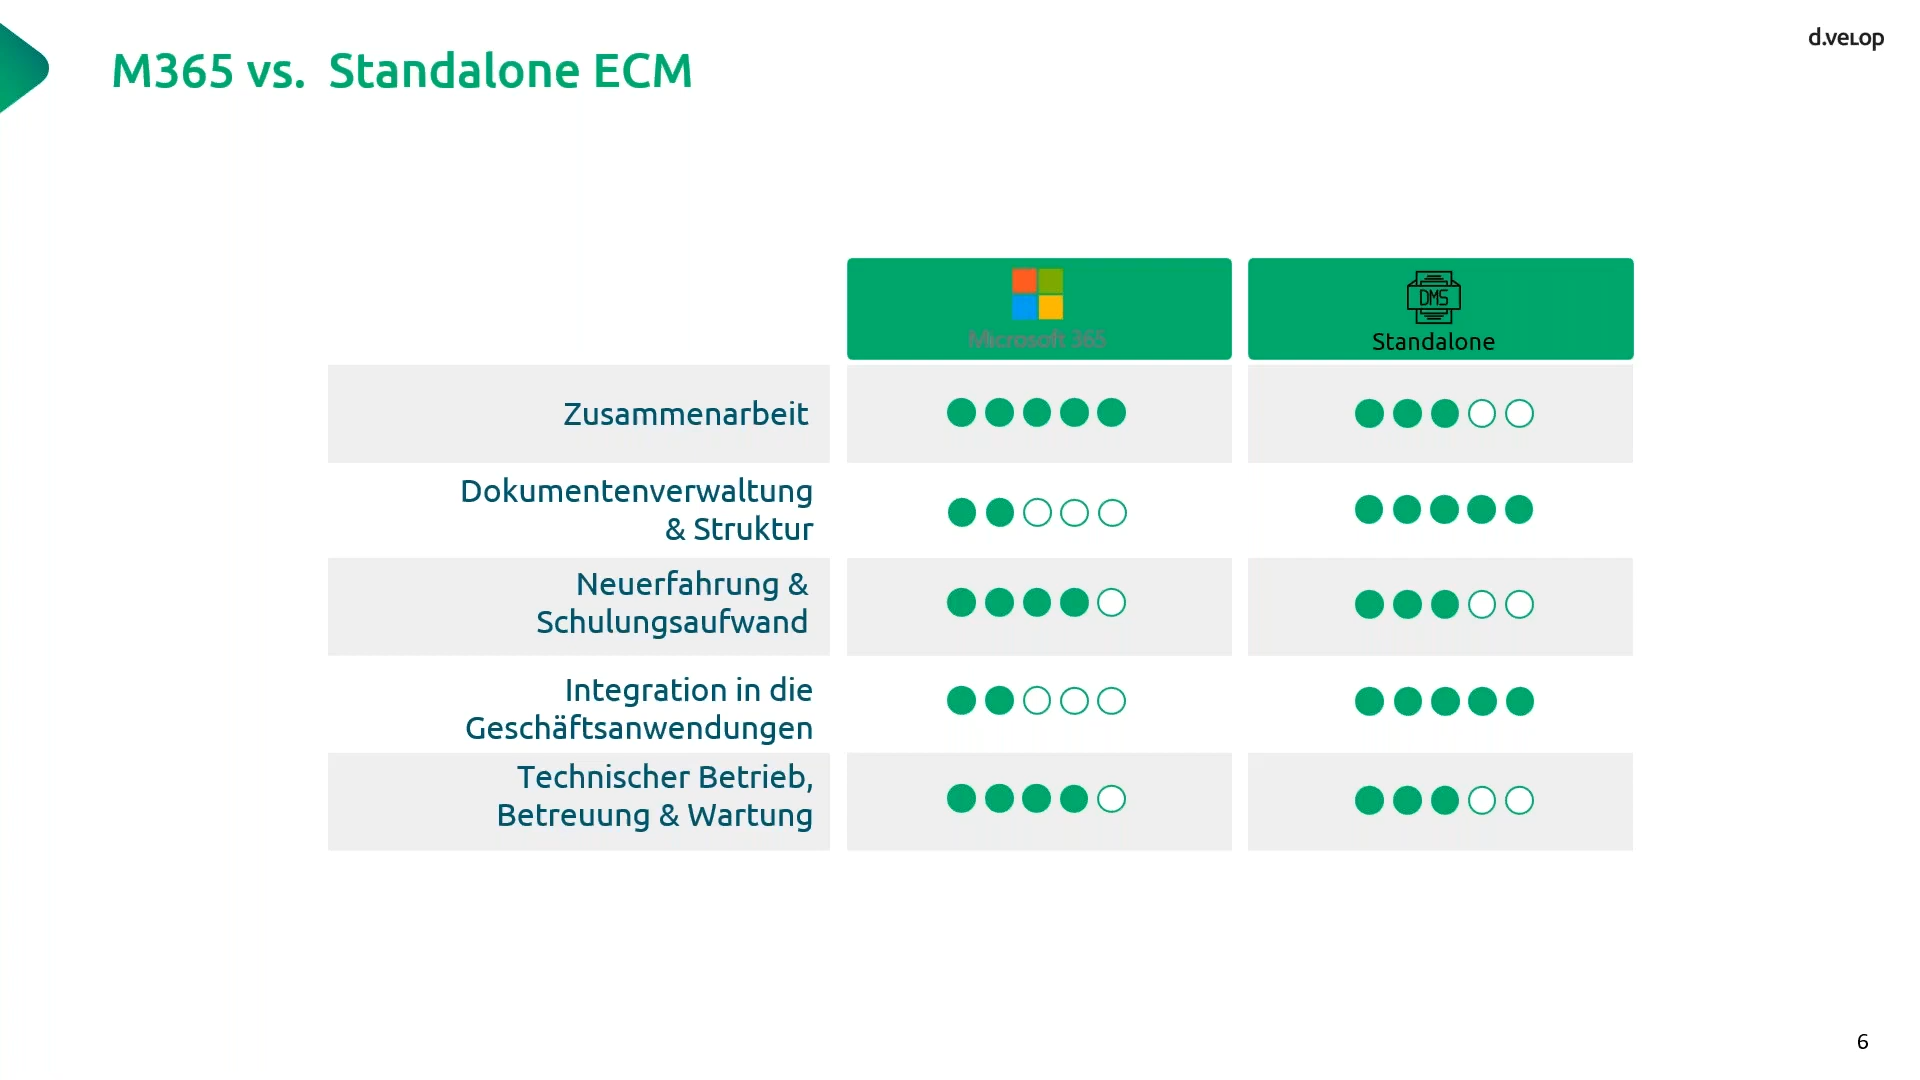 d.velop
M365 vs. Standalone ECM
Microsoft 365
DMS
Standalone
Zusammenarbeit
Dokumentenverwaltung
& Struktur
Neuerfahrung &
Schulungsaufwand
Integration in die
Geschäftsanwendungen
Technischer Betrieb,
Betreuung & Wartung
6